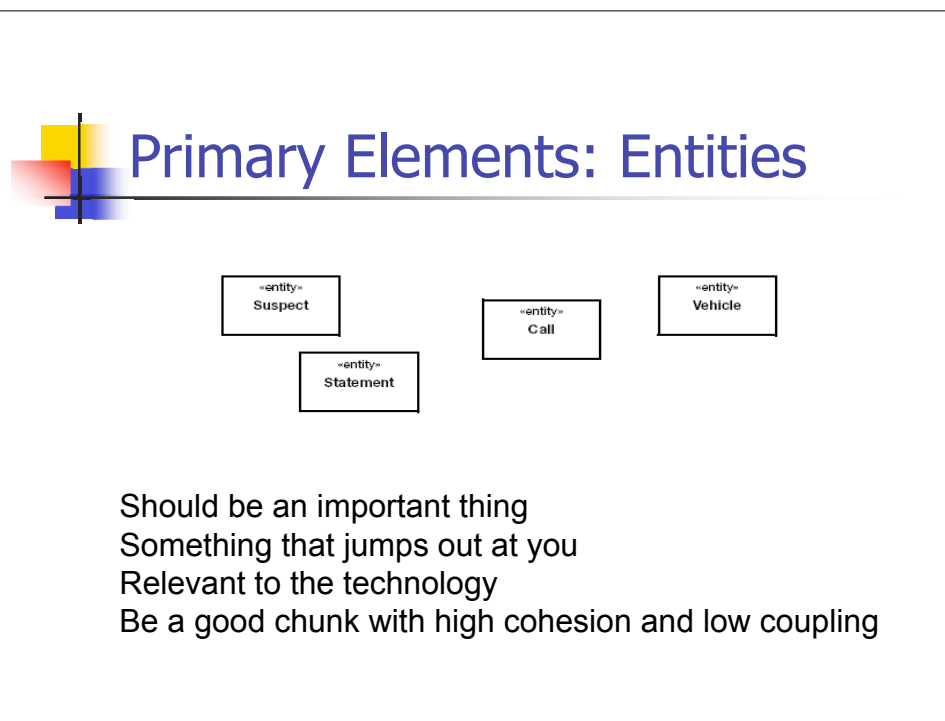 Primary Elements: Entities
«entity»
Suspect
«entity»
Statement
«entity»
Call
«entity»
Vehicle
Should be an important thing
Something that jumps out at you
Relevant to the technology
Be a good chunk with high cohesion and low coupling